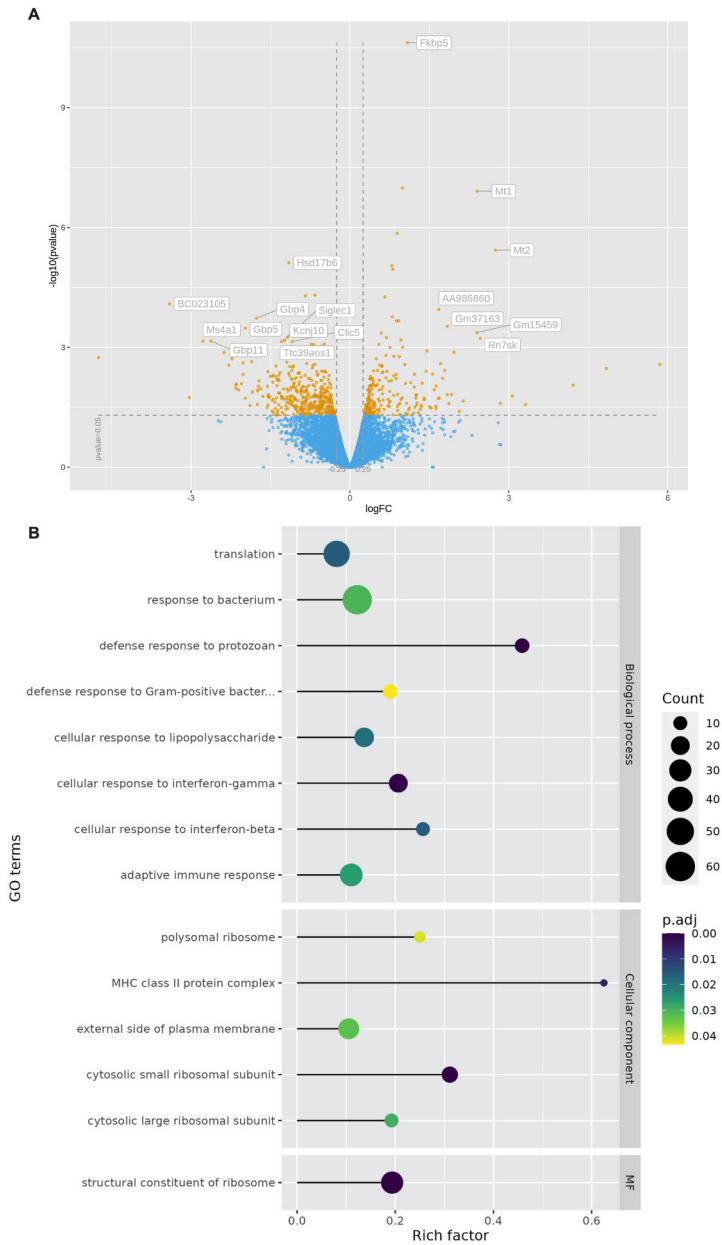 A
Fkbp5
9
Mt1
-log10(pvalue)
6
Mt2
Hsd17b6
BC023105
Gbp4
Siglec1
AA986860
Gm37163
Gm15459
Ms4a1
Gbp5
Kcnj10
Clic5
Rn7sk
3
Gbp11
Ttc39aos1
pvalue=0.05
0
-0.25
0.25
-3
0
3
6
logFC
B
translation
response to bacterium
defense response to protozoan
defense response to Gram-positive bacter...
cellular response to lipopolysaccharide
cellular response to interferon-gamma
cellular response to interferon-beta
adaptive immune response
Biological process
GO terms
polysomal ribosome
MHC class II protein complex
external side of plasma membrane
cytosolic small ribosomal subunit
cytosolic large ribosomal subunit
Cellular component
structural constituent of ribosome
MF
0.0
0.2
0.4
0.6
Rich factor
Count
10
20
30
40
50
60
p.adj
0.00
0.01
0.02
0.03
0.04